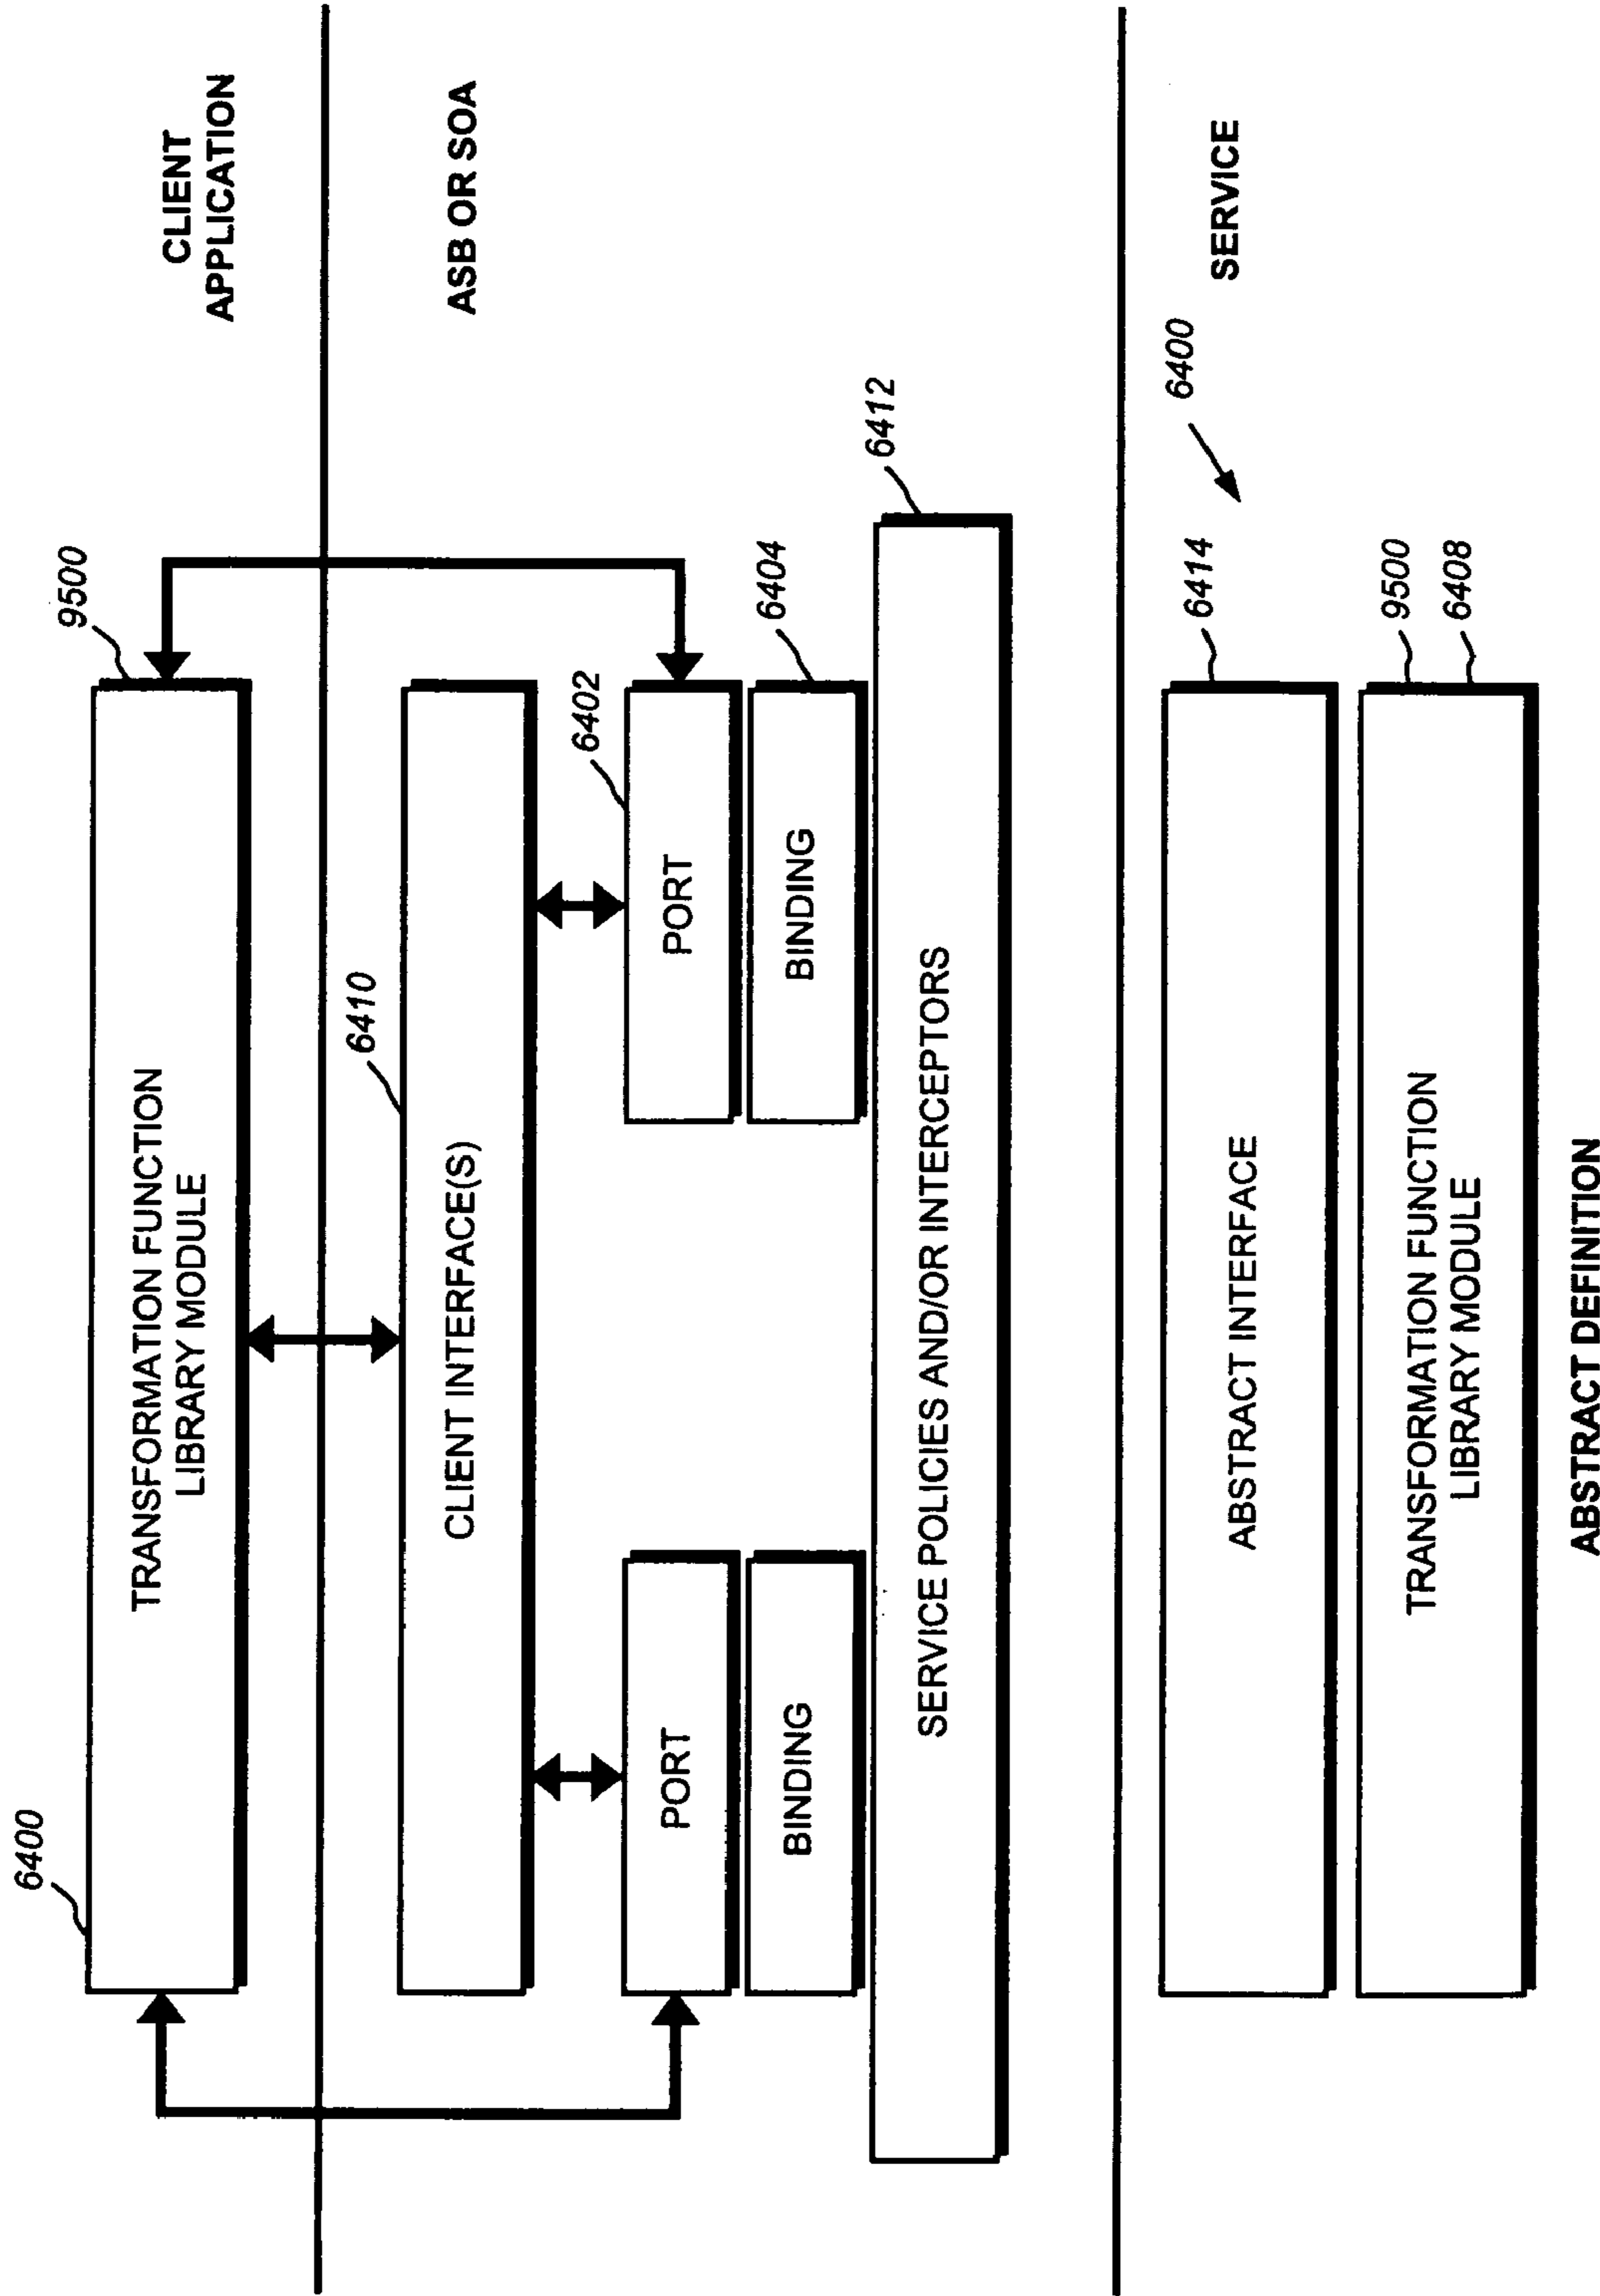 CLIENT
APPLICATION
6400
9500
TRANSFORMATION FUNCTION
LIBRARY MODULE
ASB OR SOA
6410
CLIENT INTERFACE(S)
6402
PORT
PORT
6404
BINDING
BINDING
6412
SERVICE POLICIES AND/OR INTERCEPTORS
SERVICE
6400
6414
ABSTRACT INTERFACE
9500
6408
TRANSFORMATION FUNCTION
LIBRARY MODULE
ABSTRACT DEFINITION